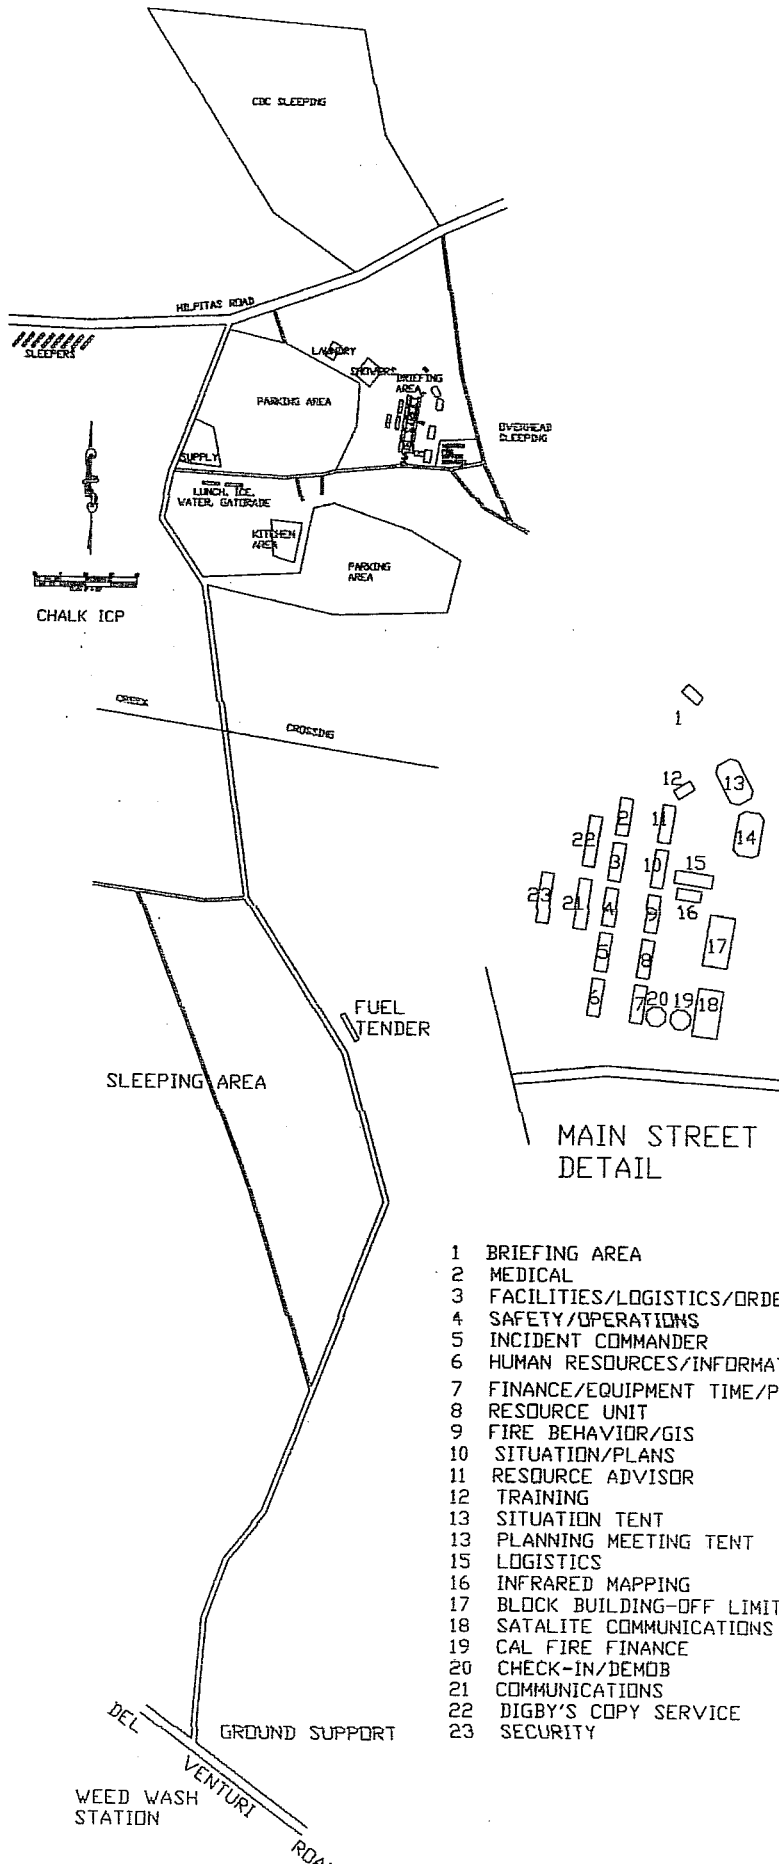 CDC SLEEPING
MILPITAS ROAD
SLEEPERS
LAUNDRY
SHOWERS
BRIEFING
AREA
PARKING AREA
OVERHEAD
SLEEPING
SUPPLY
LUNCH, ICE,
WATER, GATORADE
KITCHEN
AREA
PARKING
AREA
CHALK ICP
CREEK
CROSSING
1
12
13
14
2
11
22
3
10
15
23
21
4
9
16
5
8
17
6
7
20
19
18
FUEL
TENDER
SLEEPING AREA
MAIN STREET
DETAIL
1 BRIEFING AREA
2 MEDICAL
3 FACILITIES/LOGISTICS/ORDE
4 SAFETY/OPERATIONS
5 INCIDENT COMMANDER
6 HUMAN RESOURCES/INFORMAT
7 FINANCE/EQUIPMENT TIME/P
8 RESOURCE UNIT
9 FIRE BEHAVIOR/GIS
10 SITUATION/PLANS
11 RESOURCE ADVISOR
12 TRAINING
13 SITUATION TENT
13 PLANNING MEETING TENT
15 LOGISTICS
16 INFRARED MAPPING
17 BLOCK BUILDING-OFF LIMIT
18 SATALITE COMMUNICATIONS
19 CAL FIRE FINANCE
20 CHECK-IN/DEMOB
21 COMMUNICATIONS
22 DIGBY'S COPY SERVICE
23 SECURITY
GROUND SUPPORT
DEL VENTURI ROA
WEED WASH
STATION